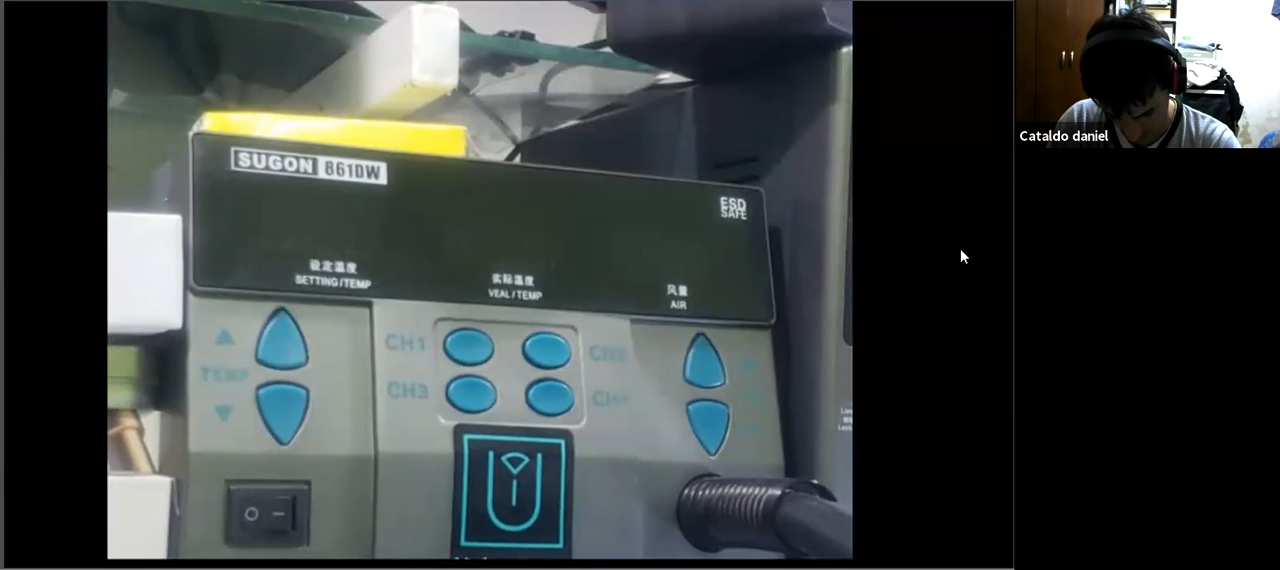 SUGON 861DW
ESD
SAFE
设定温度
SETTING/TEMP
实际温度
VEAL/TEMP
风量
AIR
CH1
TEMP
CH3
Cataldo daniel